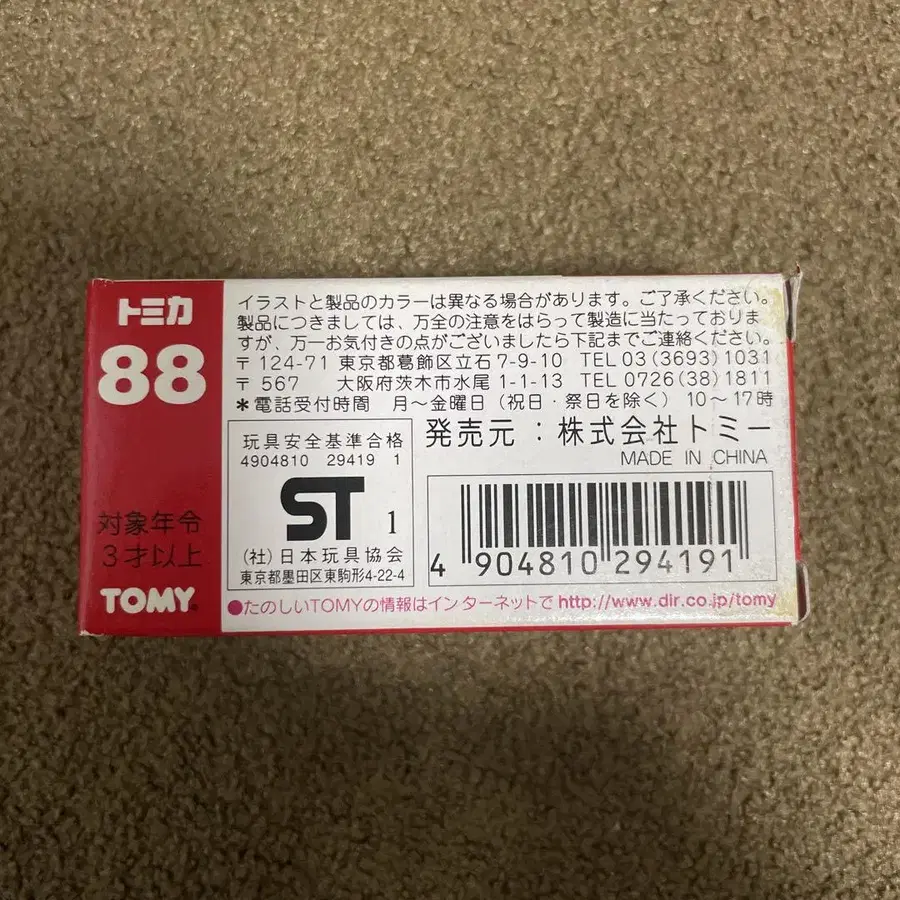 トミカ
88
対象年令
3才以上
TOMY
イラストと製品のカラーは異なる場合があります。ご了承ください。
製品につきましては、万全の注意をはらって製造に当たっておりま
すが、万一お気付きの点がございましたら下記までご連絡ください。
〒124-71 東京都葛飾区立石7-9-10 TEL 03(3693)1031
〒567 大阪府茨木市水尾1-1-13 TEL 0726(38)1811
＊電話受付時間 月〜金曜日(祝日・祭日を除く) 10〜17時
玩具安全基準合格
4904810 29419 1
ST 1
(社)日本玩具協会
東京都墨田区東駒形4-22-4
発売元：株式会社トミー
MADE IN CHINA
4 904810 294191
●たのしいTOMYの情報はインターネットで http://www.dir.co.jp/tomy